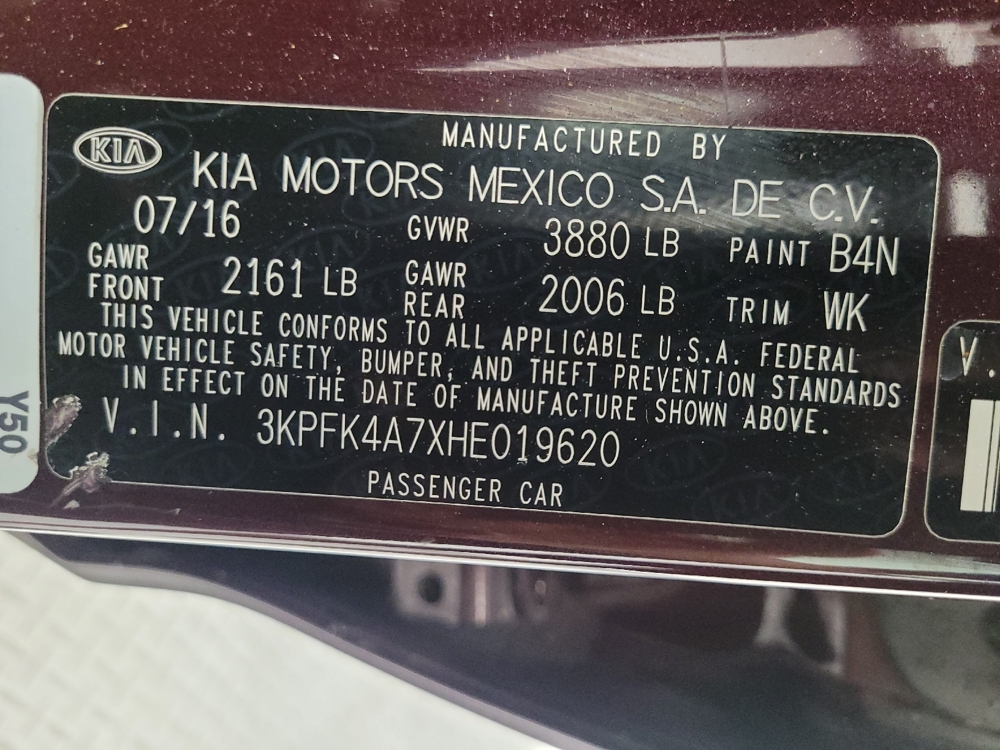 KIA
MANUFACTURED BY
KIA MOTORS MEXICO S.A. DE C.V.
07/16 GVWR 3880 LB PAINT B4N
GAWR FRONT 2161 LB GAWR REAR 2006 LB TRIM WK
THIS VEHICLE CONFORMS TO ALL APPLICABLE U.S.A. FEDERAL
MOTOR VEHICLE SAFETY, BUMPER, AND THEFT PREVENTION STANDARDS
IN EFFECT ON THE DATE OF MANUFACTURE SHOWN ABOVE.
V.I.N. 3KPFK4A7XHE019620
PASSENGER CAR
Y50
V.